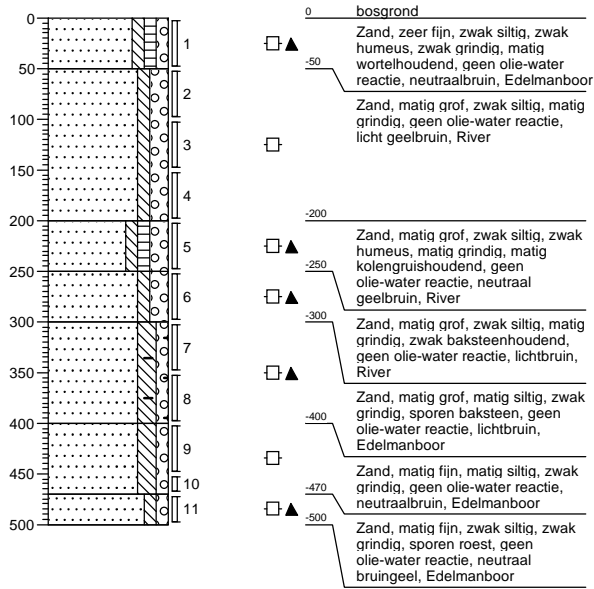 0
50
100
150
200
250
300
350
400
450
500
1
2
3
4
5
6
7
8
9
10
11
0 bosgrond
Zand, zeer fijn, zwak siltig, zwak
humeus, zwak grindig, matig
wortelhoudend, geen olie-water
reactie, neutraalbruin, Edelmanboor
-50
Zand, matig grof, zwak siltig, matig
grindig, geen olie-water reactie,
licht geelbruin, River
-200
Zand, matig grof, zwak siltig, zwak
humeus, matig grindig, matig
kolengruishoudend, geen
olie-water reactie, neutraal
geelbruin, River
-250
Zand, matig grof, zwak siltig, matig
grindig, zwak baksteenhoudend,
geen olie-water reactie, lichtbruin,
River
-300
Zand, matig grof, matig siltig, zwak
grindig, sporen baksteen, geen
olie-water reactie, lichtbruin,
Edelmanboor
-400
Zand, matig fijn, matig siltig, zwak
grindig, geen olie-water reactie,
neutraalbruin, Edelmanboor
-470
Zand, matig fijn, zwak siltig, zwak
grindig, sporen roest, geen
olie-water reactie, neutraal
bruingeel, Edelmanboor
-500